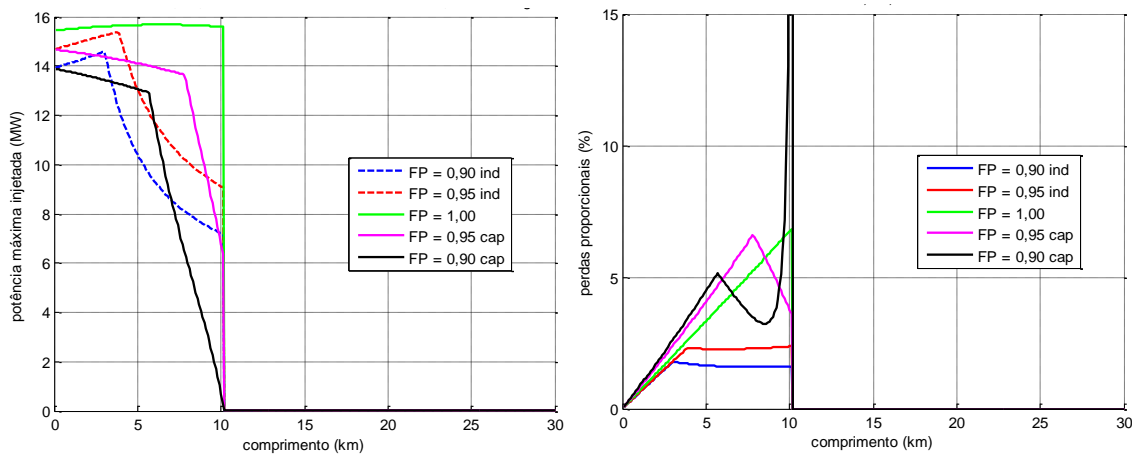 potência máxima injetada (MW)
16
14
12
10
8
6
4
2
0
0 5 10 15 20 25 30
comprimento (km)
FP = 0,90 ind
FP = 0,95 ind
FP = 1,00
FP = 0,95 cap
FP = 0,90 cap
perdas proporcionais (%)
15
10
5
0
0 5 10 15 20 25 30
comprimento (km)
FP = 0,90 ind
FP = 0,95 ind
FP = 1,00
FP = 0,95 cap
FP = 0,90 cap